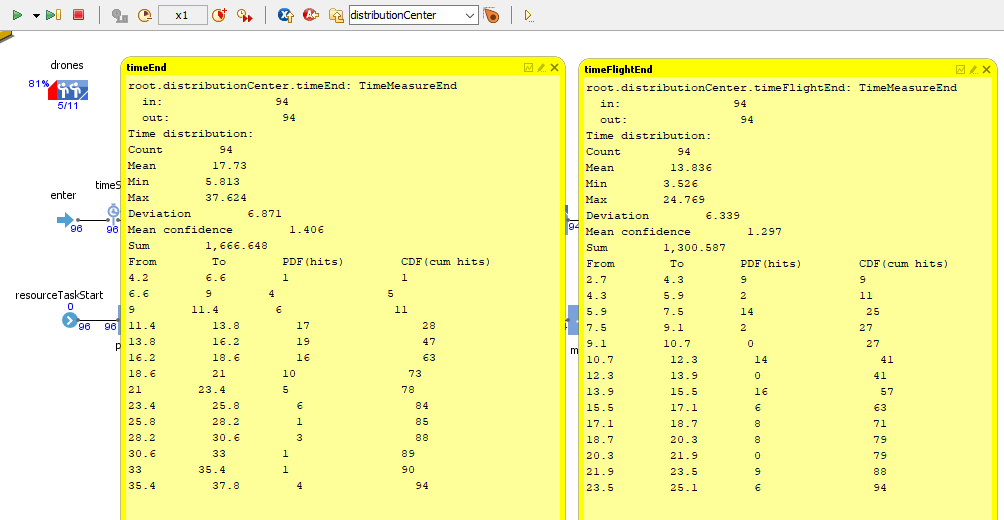 x1 distributionCenter
drones
81%
5/11
enter
timeS
96 96
resourceTaskStart
0
96 96
p
timeEnd
root.distributionCenter.timeEnd: TimeMeasureEnd
in: 94
out: 94
Time distribution:
Count 94
Mean 17.73
Min 5.813
Max 37.624
Deviation 6.871
Mean confidence 1.406
Sum 1,666.648
From To PDF(hits) CDF(cum hits)
4.2 6.6 1 1
6.6 9 4 5
9 11.4 6 11
11.4 13.8 17 28
13.8 16.2 19 47
16.2 18.6 16 63
18.6 21 10 73
21 23.4 5 78
23.4 25.8 6 84
25.8 28.2 1 85
28.2 30.6 3 88
30.6 33 1 89
33 35.4 1 90
35.4 37.8 4 94
94
m
timeFlightEnd
root.distributionCenter.timeFlightEnd: TimeMeasureEnd
in: 94
out: 94
Time distribution:
Count 94
Mean 13.836
Min 3.526
Max 24.769
Deviation 6.339
Mean confidence 1.297
Sum 1,300.587
From To PDF(hits) CDF(cum hits)
2.7 4.3 9 9
4.3 5.9 2 11
5.9 7.5 14 25
7.5 9.1 2 27
9.1 10.7 0 27
10.7 12.3 14 41
12.3 13.9 0 41
13.9 15.5 16 57
15.5 17.1 6 63
17.1 18.7 8 71
18.7 20.3 8 79
20.3 21.9 0 79
21.9 23.5 9 88
23.5 25.1 6 94